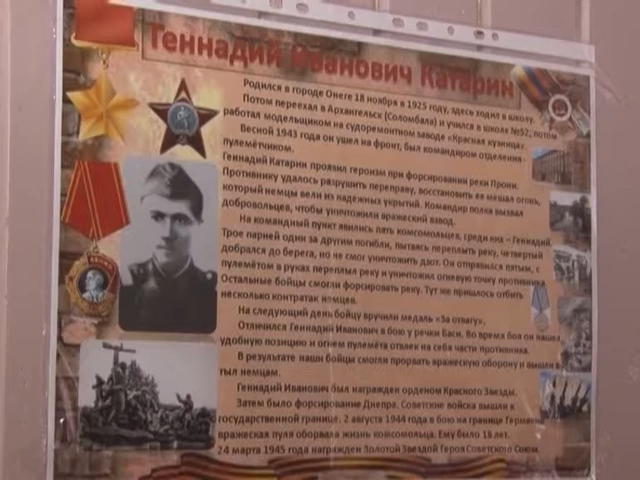 Геннадий Иванович Катарин
Родился в городе Онеге 18 ноября в 1925 году, здесь ходил в школу.
Потом переехал в Архангельск (Соломбала) и учился в школе №52, потом
работал модельщиком на судоремонтном заводе «Красная кузница»
Весной 1943 года он ушел на фронт, был командиром отделения -
пулемётчиком.
Геннадий Катарин проявил героизм при форсировании реки Прони.
Противнику удалось разрушить переправу, восстановить ее мешал огонь,
который немцы вели из надежных укрытий. Командир полка вызвал
добровольцев, чтобы уничтожили вражеский взвод.
На командный пункт явились пять комсомольцев, среди них – Геннадий.
Трое парней один за другим погибли, пытаясь переплыть реку, четвертый
добрался до берега, но не смог уничтожить дзот. Он отправился пятым, с
пулемётом в руках переплыл реку и уничтожил огневую точку противника.
Остальные бойцы смогли форсировать реку. Тут же пришлось отбить
несколько контратак немцев.
На следующий день бойцу вручили медаль «За отвагу».
Отличился Геннадий Иванович в бою у речки Баси. Во время боя он нашел
удобную позицию и огнем пулемёта отвлек на себя части противника.
В результате наши бойцы смогли прорвать вражескую оборону и вышли в
тыл немцам.
Геннадий Иванович был награжден орденом Красного Звезды.
Затем было форсирование Днепра. Советские войска вышли к
государственной границе. 2 августа 1944 года в бою на границе Германии
вражеская пуля оборвала жизнь комсомольца. Ему было 18 лет.
24 марта 1945 года награжден Золотой Звездой Героя Советского Союза.